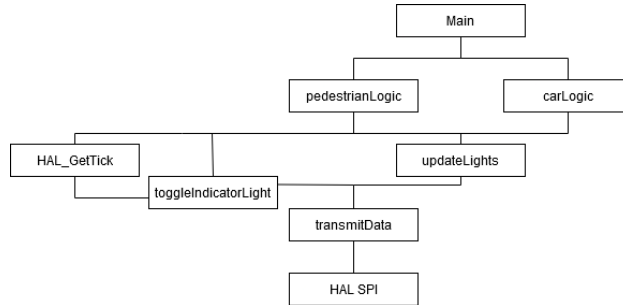 Main
pedestrianLogic
carLogic
HAL_GetTick
updateLights
toggleIndicatorLight
transmitData
HAL SPI